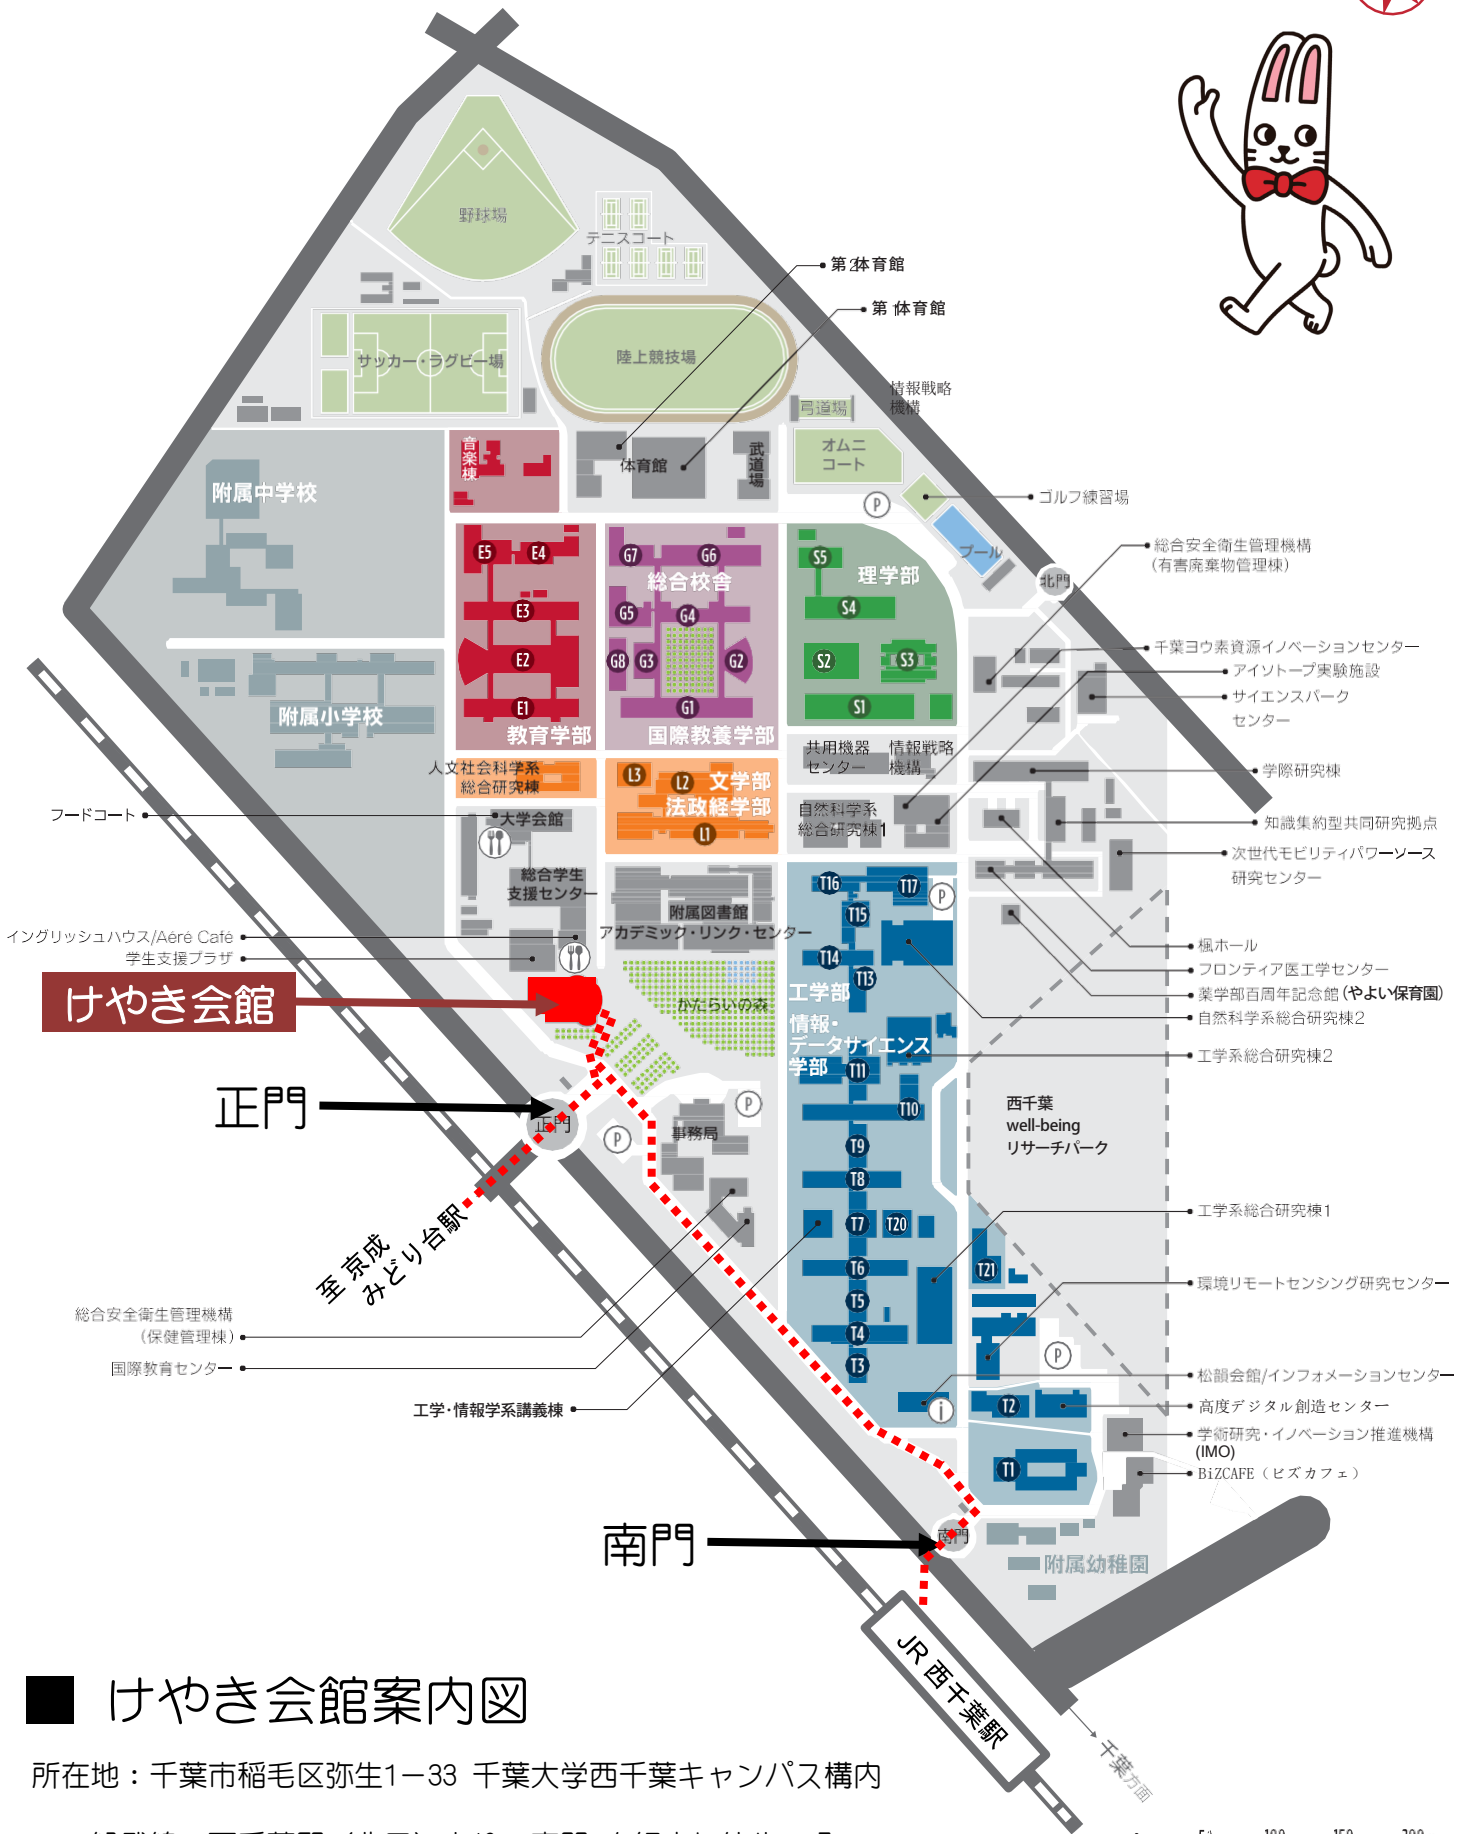 野球場
テニスコート
第2体育館
第1体育館
サッカー・ラグビー場
陸上競技場
情報戦略
機構
弓道場
オムニ
コート
音楽棟
体育館
武道場
附属中学校
P
ゴルフ練習場
プール
北門
総合安全衛生管理機構
(有害廃棄物管理棟)
E5
E4
G7
G6
総合校舎
S5
理学部
E3
G5
G4
S4
千葉ヨウ素資源イノベーションセンター
アイソトープ実験施設
サイエンスパーク
センター
E2
G8
G3
G2
S2
S3
E1
G1
S1
附属小学校
教育学部
国際教養学部
共用機器
センター
情報戦略
機構
学際研究棟
人文社会科学系
総合研究棟
L3
L2
文学部
法政経学部
L1
自然科学系
総合研究棟1
フードコート
大学会館
知識集約型共同研究拠点
次世代モビリティパワーソース
研究センター
総合学生
支援センター
附属図書館
アカデミック・リンク・センター
T16
T17
P
T15
イングリッシュハウス/Aéré Café
学生支援プラザ
T14
T13
楓ホール
フロンティア医工学センター
薬学部百周年記念館(やよい保育園)
自然科学系総合研究棟2
工学系総合研究棟2
けやき会館
かたらいの森
工学部
情報・
データサイエンス
学部
T11
T10
正門
正門
P
P
事務局
西千葉
well-being
リサーチパーク
T9
T8
T7
T20
工学系総合研究棟1
至 京成
みどり台駅
T6
T21
環境リモートセンシング研究センター
T5
T4
T3
P
総合安全衛生管理機構
(保健管理棟)
国際教育センター
工学・情報学系講義棟
松韻会館/インフォメーションセンター
i
T2
高度デジタル創造センター
学術研究・イノベーション推進機構
(IMO)
BiZCAFE(ビズカフェ)
T1
南門
南門
附属幼稚園
JR 西千葉駅
千葉方面
■ けやき会館案内図
所在地:千葉市稲毛区弥生1-33 千葉大学西千葉キャンパス構内